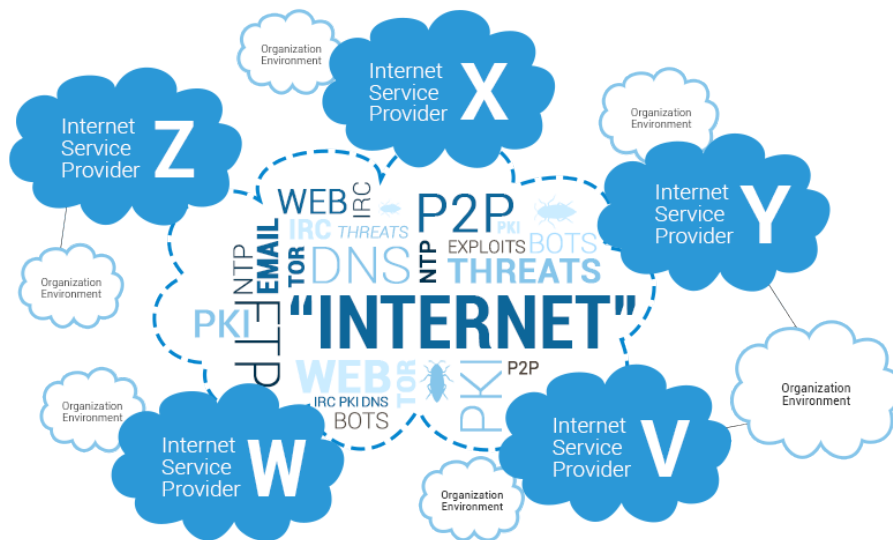 Organization
Environment
Internet
Service
Provider
X
Internet
Service
Provider
Z
Organization
Environment
Internet
Service
Provider
Y
Organization
Environment
WEB
IRC
IRC
THREATS
P2P
PKI
NTP
EMAIL
TOR
DNS
NTP
EXPLOITS
BOTS
THREATS
PKI
FTP
“INTERNET”
WEB
TOR
IRC PKI DNS
BOTS
PKI
P2P
Organization
Environment
Organization
Environment
Internet
Service
Provider
W
Internet
Service
Provider
V
Organization
Environment